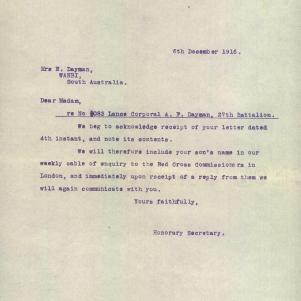 6th December 1916.
Mrs E. Dayman,
WANBI,
South Australia.
Dear Madam,
re No 3083 Lance Corporal A. F. Dayman, 27th Battalion.
We beg to acknowledge receipt of your letter dated
4th instant, and note its contents.
We will therefore include your son's name in our
weekly cable of enquiry to the Red Cross Commissioners in
London, and immediately upon receipt of a reply from them we
will again communicate with you.
Yours faithfully,
Honorary Secretary.